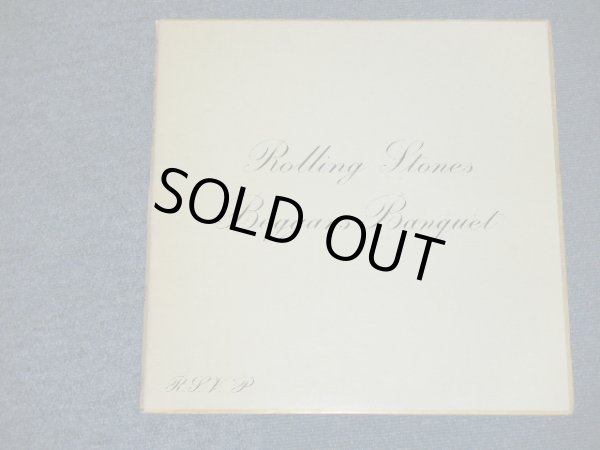 Rolling Stones
Beggars Banquet
SOLD OUT
R.S.V.P.